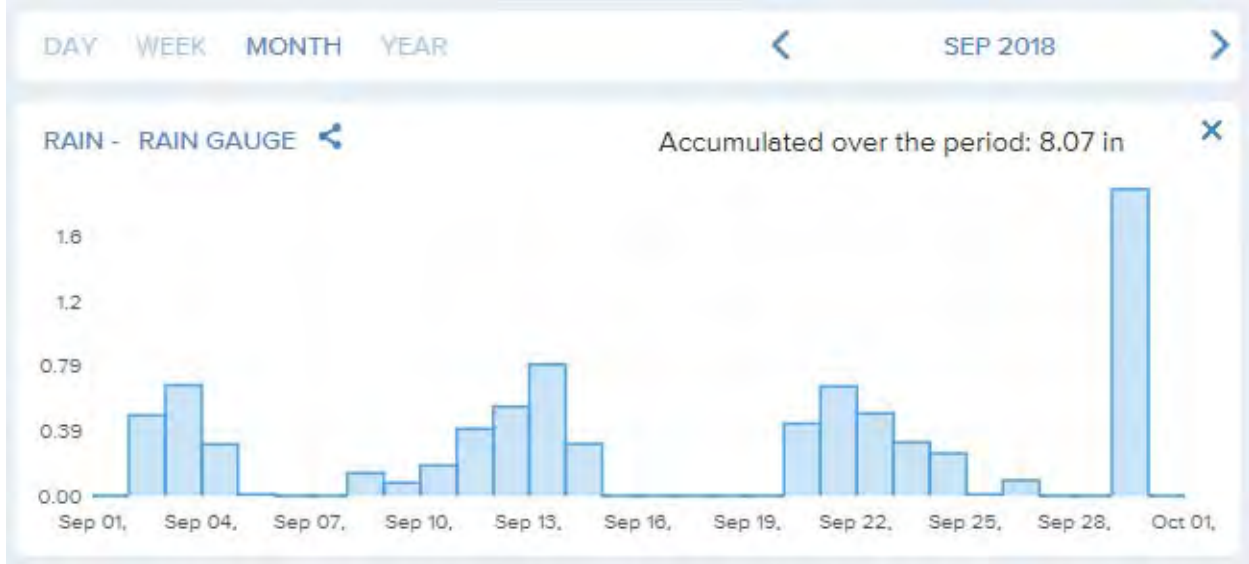 DAY WEEK MONTH YEAR SEP 2018
RAIN - RAIN GAUGE Accumulated over the period: 8.07 in
1.6
1.2
0.79
0.39
0.00
Sep 01, Sep 04, Sep 07, Sep 10, Sep 13, Sep 16, Sep 19, Sep 22, Sep 25, Sep 28, Oct 01,